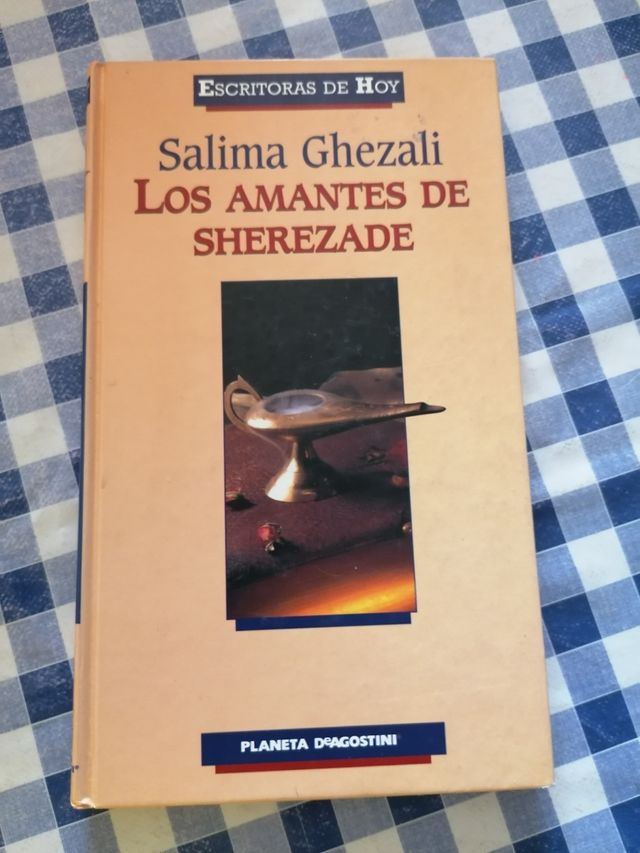 ESCRITORAS DE HOY
Salima Ghezali
LOS AMANTES DE
SHEREZADE
PLANETA DeAGOSTINI